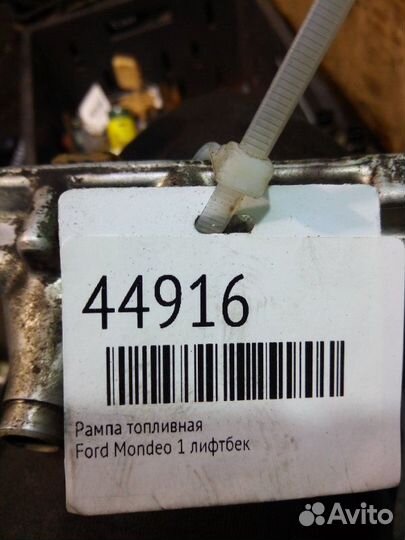 44916
Рампа топливная
Ford Mondeo 1 лифтбек
Avito